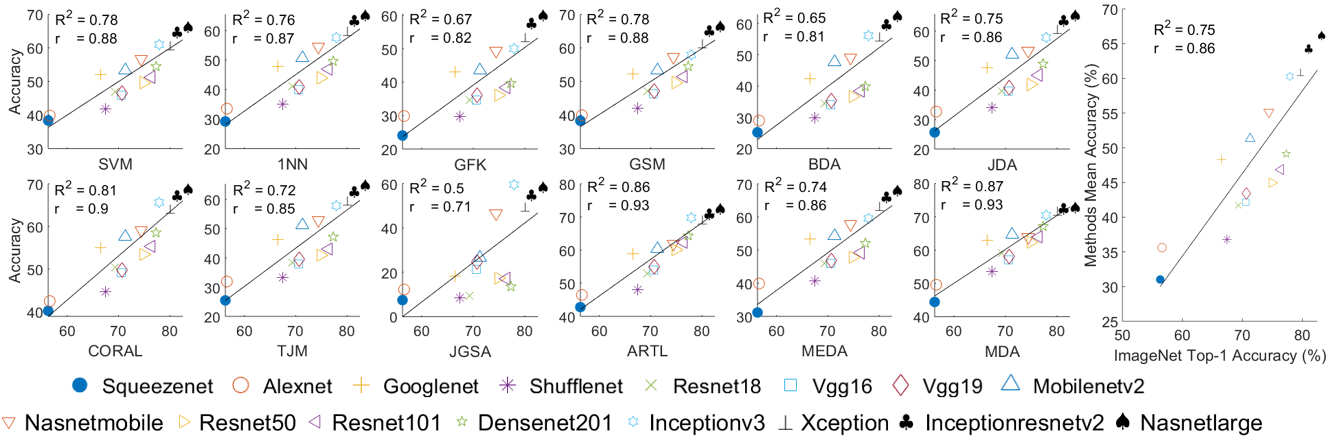 R² = 0.78
r = 0.88
R² = 0.76
r = 0.87
R² = 0.67
r = 0.82
R² = 0.78
r = 0.88
R² = 0.65
r = 0.81
R² = 0.75
r = 0.86
Accuracy
70
60
50
40
30
80
70
60
50
40
30
20
80
60
40
20
70
60
50
40
30
60
50
40
30
20
70
60
50
40
30
20
SVM
1NN
GFK
GSM
BDA
JDA
R² = 0.81
r = 0.9
R² = 0.72
r = 0.85
R² = 0.5
r = 0.71
R² = 0.86
r = 0.93
R² = 0.74
r = 0.86
R² = 0.87
r = 0.93
Accuracy
70
60
50
40
80
60
40
20
60
40
20
0
80
70
60
50
40
70
60
50
40
30
80
70
60
50
40
60 70 80
60 70 80
60 70 80
60 70 80
60 70 80
60 70 80
CORAL
TJM
JGSA
ARTL
MEDA
MDA
R² = 0.75
r = 0.86
Methods Mean Accuracy (%)
70
65
60
55
50
45
40
35
30
25
50 60 70 80
ImageNet Top-1 Accuracy (%)
Squeezenet Alexnet Googlenet Shufflenet Resnet18 Vgg16 Vgg19 Mobilenetv2
Nasnetmobile Resnet50 Resnet101 Densenet201 Inceptionv3 Xception Inceptionresnetv2 Nasnetlarge